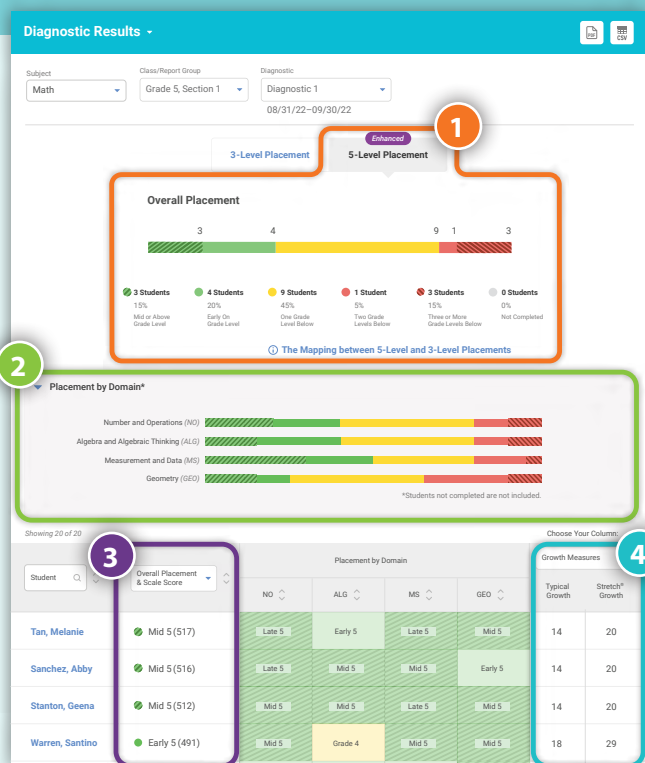 Diagnostic Results
PDF
CSV
Subject
Class/Report Group
Diagnostic
Math
Grade 5, Section 1
Diagnostic 1
08/31/22–09/30/22
1
Enhanced
3-Level Placement
5-Level Placement
Overall Placement
3 4 9 1 3
3 Students 4 Students 9 Students 1 Student 3 Students 0 Students
15% 20% 45% 5% 15% 0%
Mid or Above Early On One Grade Two Grade Three or More Not Completed
Grade Level Grade Level Level Below Levels Below Grade Levels Below
The Mapping between 5-Level and 3-Level Placements
2
Placement by Domain*
Number and Operations (NO)
Algebra and Algebraic Thinking (ALG)
Measurement and Data (MS)
Geometry (GEO)
*Students not completed are not included.
Showing 20 of 20
Choose Your Column:
3
4
Student
Overall Placement
& Scale Score
Placement by Domain
Growth Measures
NO ALG MS GEO
Typical Stretch®
Growth Growth
Tan, Melanie Mid 5 (517) Late 5 Early 5 Late 5 Mid 5 14 20
Sanchez, Abby Mid 5 (516) Late 5 Mid 5 Mid 5 Early 5 14 20
Stanton, Geena Mid 5 (512) Mid 5 Mid 5 Late 5 Mid 5 14 20
Warren, Santino Early 5 (491) Mid 5 Grade 4 Mid 5 Mid 5 18 29